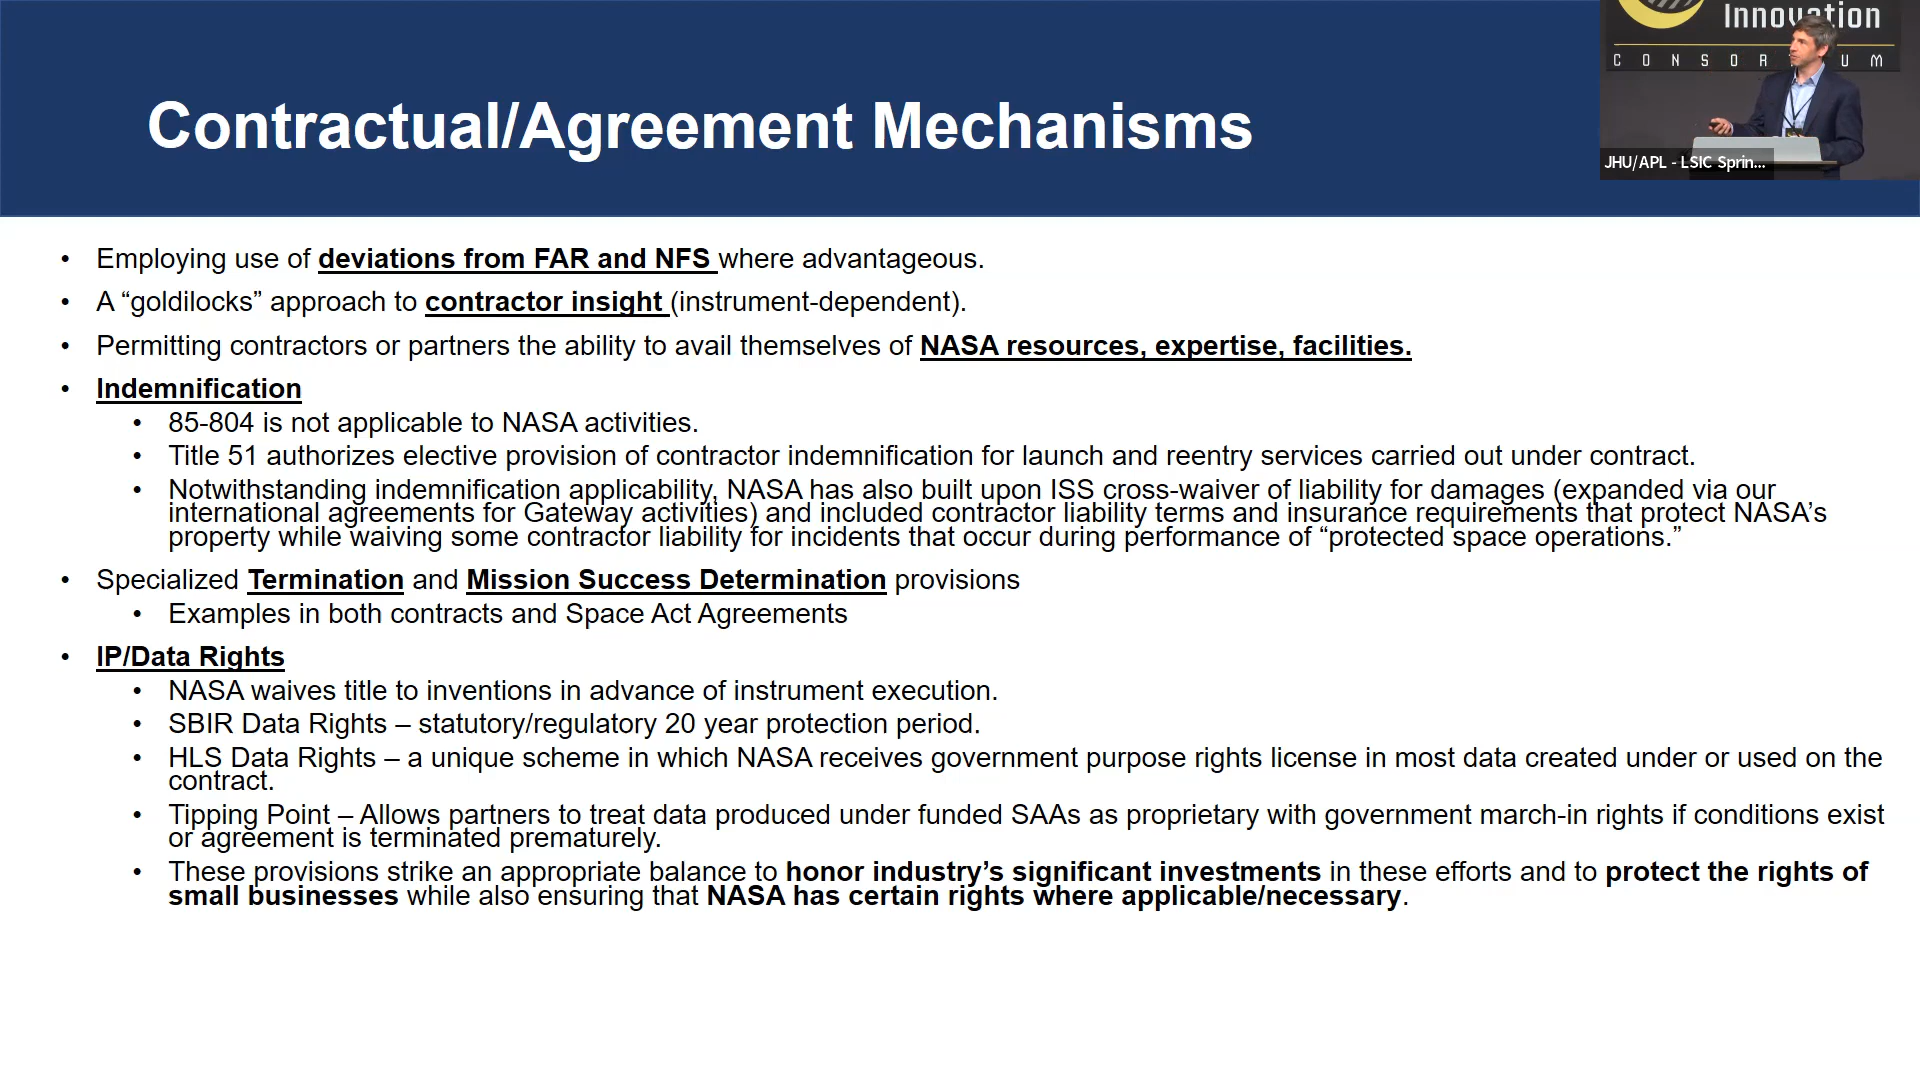 Innovation
CONSOR UM
JHU/APL - LSIC Sprin...
Contractual/Agreement Mechanisms
• Employing use of deviations from FAR and NFS where advantageous.
• A “goldilocks” approach to contractor insight (instrument-dependent).
• Permitting contractors or partners the ability to avail themselves of NASA resources, expertise, facilities.
• Indemnification
• 85-804 is not applicable to NASA activities.
• Title 51 authorizes elective provision of contractor indemnification for launch and reentry services carried out under contract.
• Notwithstanding indemnification applicability, NASA has also built upon ISS cross-waiver of liability for damages (expanded via our
international agreements for Gateway activities) and included contractor liability terms and insurance requirements that protect NASA’s
property while waiving some contractor liability for incidents that occur during performance of “protected space operations.”
• Specialized Termination and Mission Success Determination provisions
• Examples in both contracts and Space Act Agreements
• IP/Data Rights
• NASA waives title to inventions in advance of instrument execution.
• SBIR Data Rights – statutory/regulatory 20 year protection period.
• HLS Data Rights – a unique scheme in which NASA receives government purpose rights license in most data created under or used on the
contract.
• Tipping Point – Allows partners to treat data produced under funded SAAs as proprietary with government march-in rights if conditions exist
or agreement is terminated prematurely.
• These provisions strike an appropriate balance to honor industry’s significant investments in these efforts and to protect the rights of
small businesses while also ensuring that NASA has certain rights where applicable/necessary.